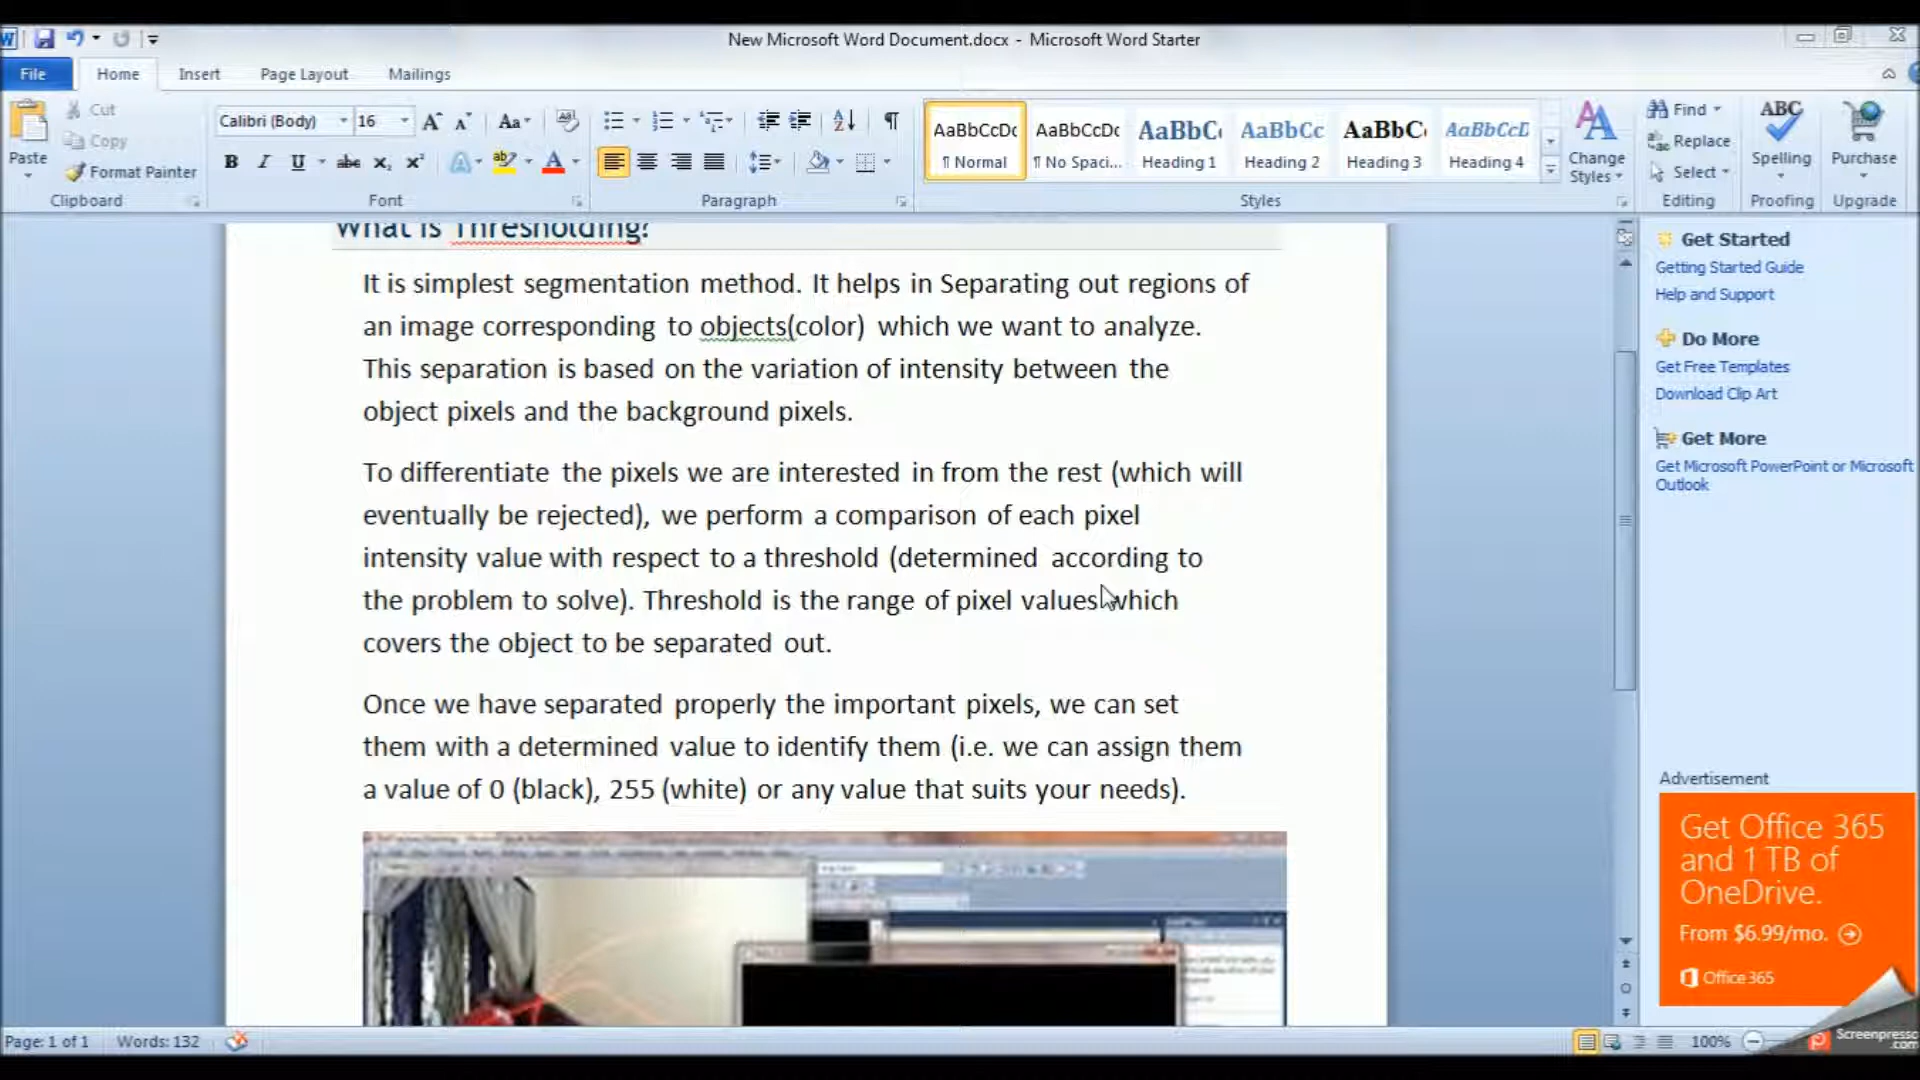 New Microsoft Word Document.docx - Microsoft Word Starter
File Home Insert Page Layout Mailings
Paste
Cut
Copy
Format Painter
Clipboard
Calibri (Body) 16
Font
Paragraph
AaBbCcDc AaBbCcDc AaBbC AaBbCc AaBbC AaBbCcD
¶ Normal ¶ No Spaci... Heading 1 Heading 2 Heading 3 Heading 4
Styles
Change
Styles
Find
Replace
Select
Editing
ABC
Spelling
Proofing
Purchase
Upgrade
What is Thresholding?
It is simplest segmentation method. It helps in Separating out regions of
an image corresponding to objects(color) which we want to analyze.
This separation is based on the variation of intensity between the
object pixels and the background pixels.
To differentiate the pixels we are interested in from the rest (which will
eventually be rejected), we perform a comparison of each pixel
intensity value with respect to a threshold (determined according to
the problem to solve). Threshold is the range of pixel values which
covers the object to be separated out.
Once we have separated properly the important pixels, we can set
them with a determined value to identify them (i.e. we can assign them
a value of 0 (black), 255 (white) or any value that suits your needs).
Get Started
Getting Started Guide
Help and Support
Do More
Get Free Templates
Download Clip Art
Get More
Get Microsoft PowerPoint or Microsoft
Outlook
Advertisement
Get Office 365
and 1 TB of
OneDrive.
From $6.99/mo.
Office 365
Page: 1 of 1 Words: 132
100%
Screenpresso
.com